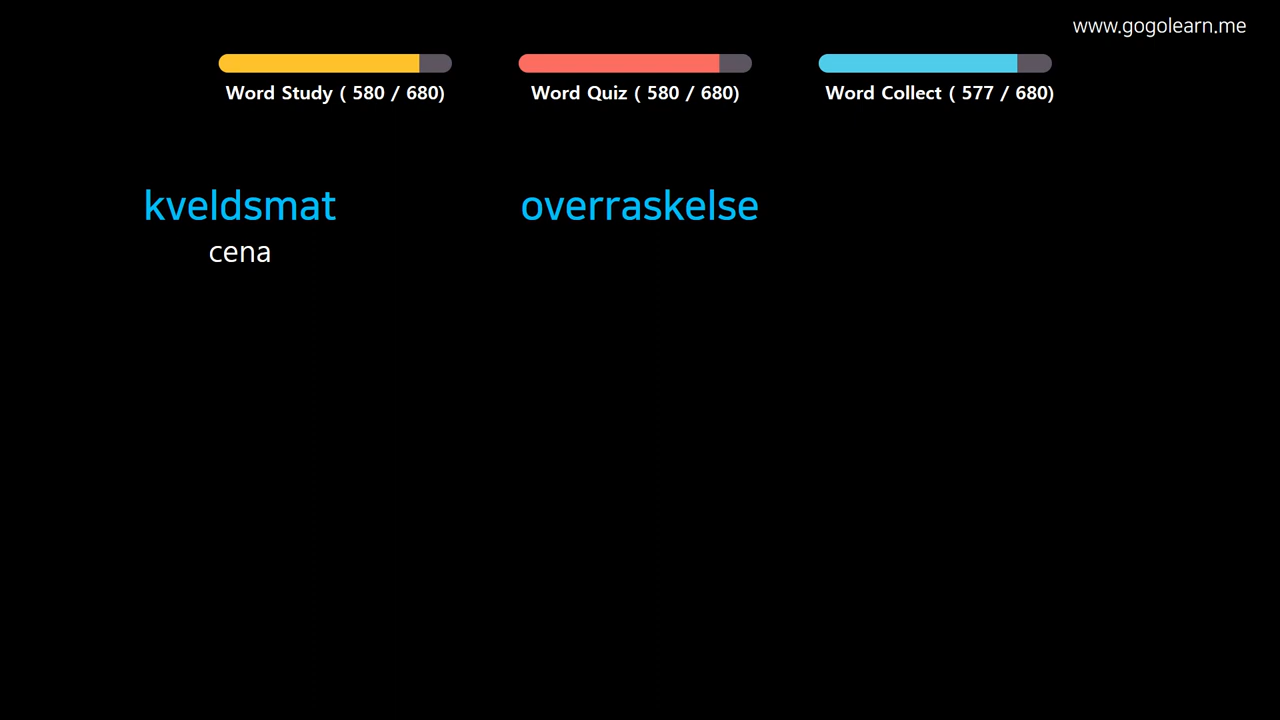 www.gogolearn.me
Word Study ( 580 / 680)
Word Quiz ( 580 / 680)
Word Collect ( 577 / 680)
kveldsmat
cena
overraskelse